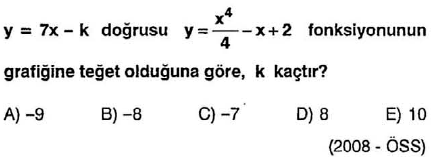 y = 7x – k doğrusu y = x⁴/4 – x + 2 fonksiyonunun
grafiğine teğet olduğuna göre, k kaçtır?
A) –9 B) –8 C) –7 D) 8 E) 10
(2008 - ÖSS)